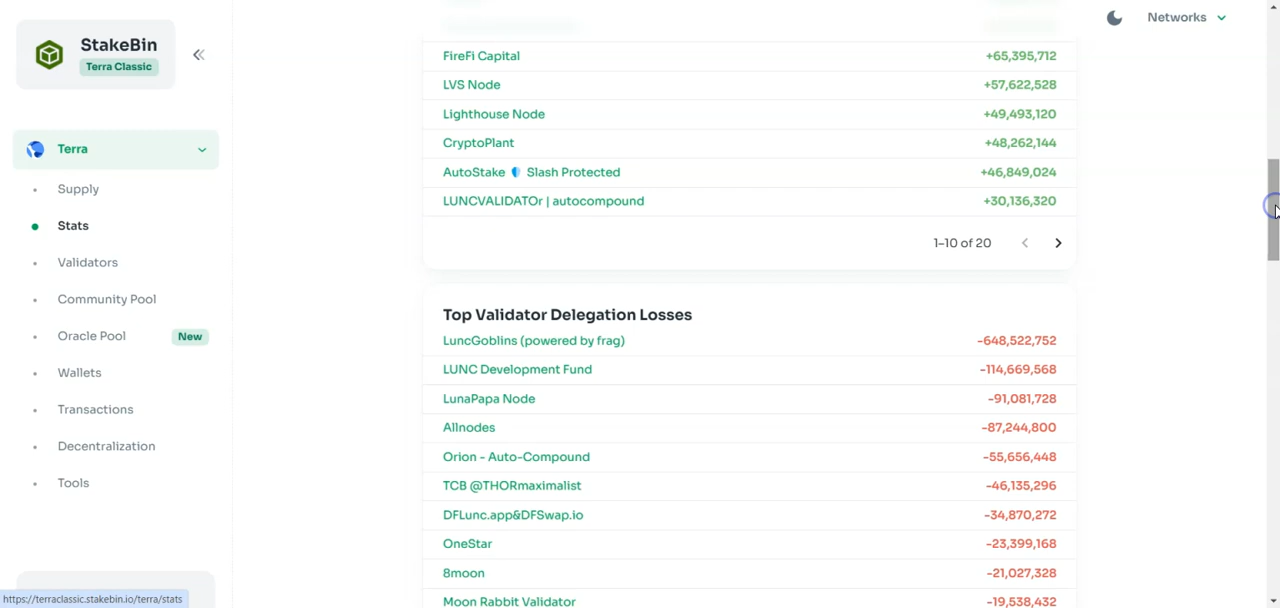 StakeBin
Terra Classic
Terra
Supply
Stats
Validators
Community Pool
Oracle Pool New
Wallets
Transactions
Decentralization
Tools
https://terraclassic.stakebin.io/terra/stats
Networks
FireFi Capital +65,395,712
LVS Node +57,622,528
Lighthouse Node +49,493,120
CryptoPlant +48,262,144
AutoStake Slash Protected +46,849,024
LUNCVALIDATOr | autocompound +30,136,320
1–10 of 20
Top Validator Delegation Losses
LuncGoblins (powered by frag) -648,522,752
LUNC Development Fund -114,669,568
LunaPapa Node -91,081,728
Allnodes -87,244,800
Orion - Auto-Compound -55,656,448
TCB @THORmaximalist -46,135,296
DFLunc.app&DFSwap.io -34,870,272
OneStar -23,399,168
8moon -21,027,328
Moon Rabbit Validator -19,538,432